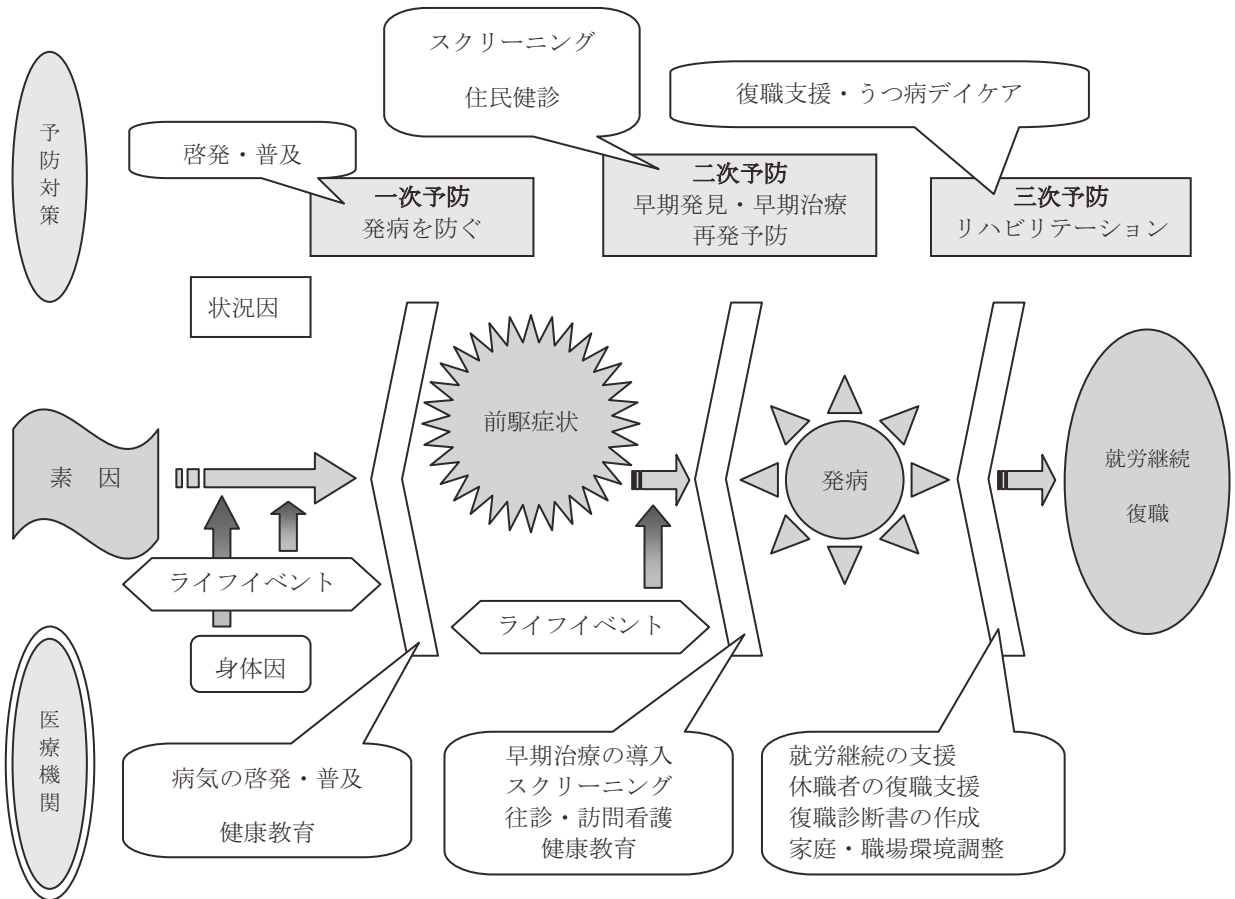 予防対策
スクリーニング
住民健診
復職支援・うつ病デイケア
啓発・普及
一次予防
発病を防ぐ
二次予防
早期発見・早期治療
再発予防
三次予防
リハビリテーション
状況因
素　因
前駆症状
発病
就労継続
復職
ライフイベント
ライフイベント
身体因
医療機関
病気の啓発・普及
健康教育
早期治療の導入
スクリーニング
往診・訪問看護
健康教育
就労継続の支援
休職者の復職支援
復職診断書の作成
家庭・職場環境調整